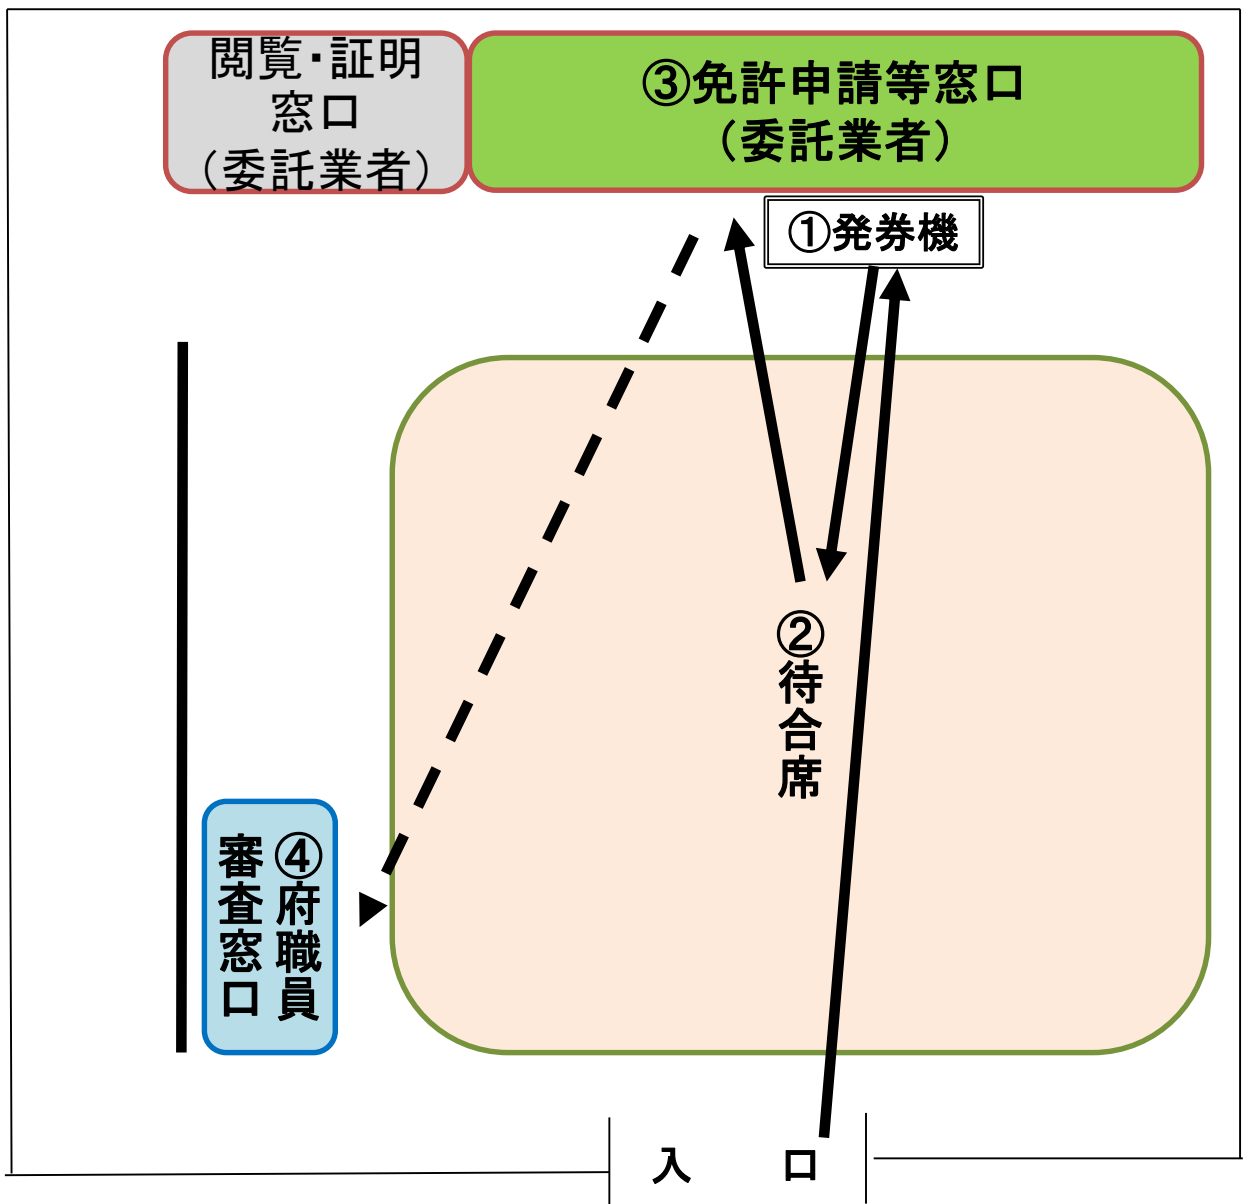 閲覧・証明
窓口
（委託業者）
③免許申請等窓口
（委託業者）
①発券機
②待合席
④府職員
審査窓口
入　口